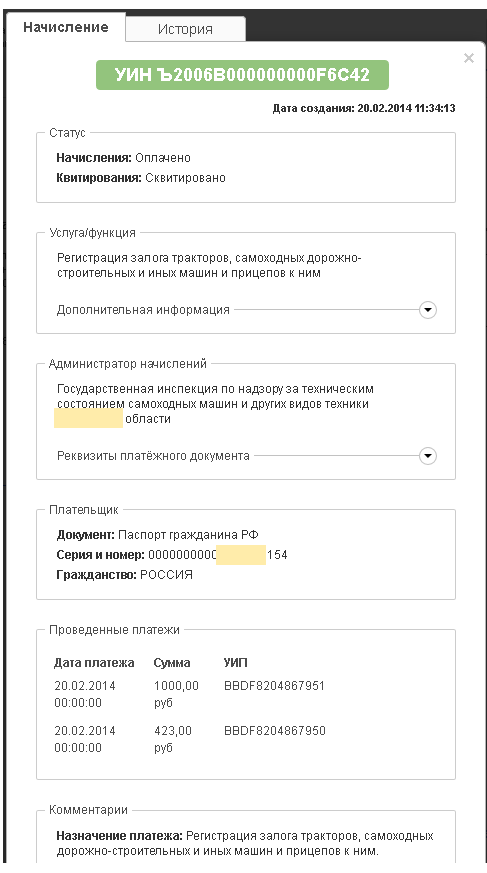 Начисление
История
×
УИН Ъ2006В000000000F6C42
Дата создания: 20.02.2014 11:34:13
Статус
Начисления: Оплачено
Квитирования: Сквитировано
Услуга/функция
Регистрация залога тракторов, самоходных дорожно-
строительных и иных машин и прицепов к ним
Дополнительная информация
Администратор начислений
Государственная инспекция по надзору за техническим
состоянием самоходных машин и других видов техники
области
Реквизиты платёжного документа
Плательщик
Документ: Паспорт гражданина РФ
Серия и номер: 0000000000 154
Гражданство: РОССИЯ
Проведенные платежи
Дата платежа Сумма УИП
20.02.2014 1000,00 BBDF8204867951
00:00:00 руб
20.02.2014 423,00 BBDF8204867950
00:00:00 руб
Комментарии
Назначение платежа: Регистрация залога тракторов, самоходных
дорожно-строительных и иных машин и прицепов к ним.